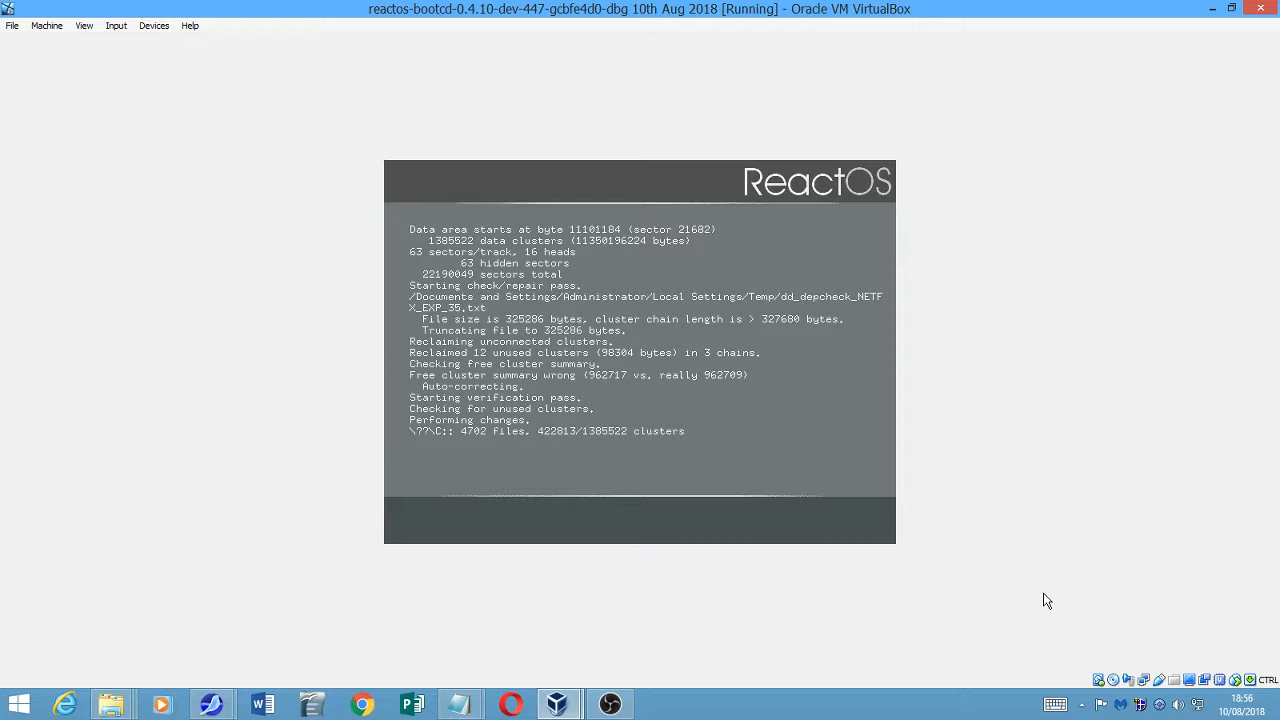 reactos-bootcd-0.4.10-dev-447-gcbfe4d0-dbg 10th Aug 2018 [Running] - Oracle VM VirtualBox
File Machine View Input Devices Help
ReactOS
Data area starts at byte 11101184 (sector 21682)
1385522 data clusters (11350196224 bytes)
63 sectors/track, 16 heads
63 hidden sectors
22190049 sectors total
Starting check/repair pass.
/Documents and Settings/Administrator/Local Settings/Temp/dd_depcheck_NETF
X_EXP_35.txt
File size is 325286 bytes, cluster chain length is > 327680 bytes.
Truncating file to 325286 bytes.
Reclaiming unconnected clusters.
Reclaimed 12 unused clusters (98304 bytes) in 3 chains.
Checking free cluster summary.
Free cluster summary wrong (962717 vs. really 962709)
Auto-correcting.
Starting verification pass.
Checking for unused clusters.
Performing changes.
\??\C:: 4702 files, 422813/1385522 clusters
CTRL
18:56
10/08/2018